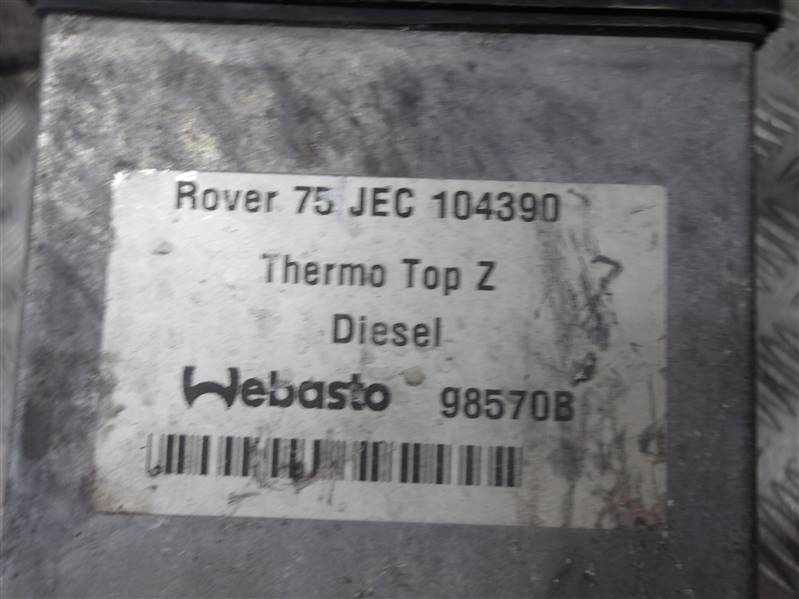 Rover 75 JEC 104390
Thermo Top Z
Diesel
Webasto 98570B